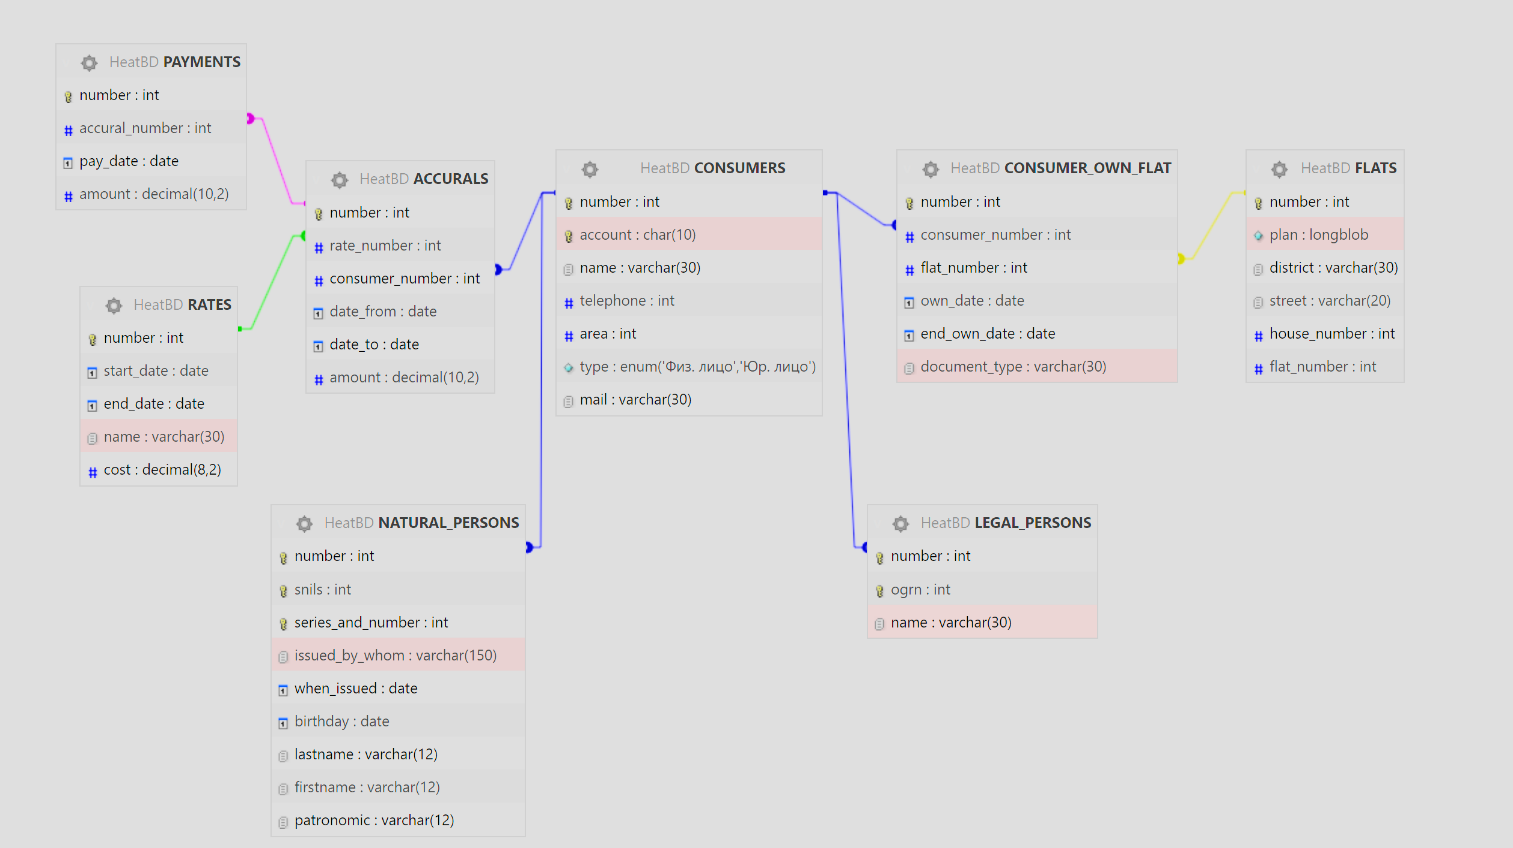 HeatBD PAYMENTS
number : int
accural_number : int
pay_date : date
amount : decimal(10,2)
HeatBD RATES
number : int
start_date : date
end_date : date
name : varchar(30)
cost : decimal(8,2)
HeatBD ACCURALS
number : int
rate_number : int
consumer_number : int
date_from : date
date_to : date
amount : decimal(10,2)
HeatBD CONSUMERS
number : int
account : char(10)
name : varchar(30)
telephone : int
area : int
type : enum('Физ. лицо','Юр. лицо')
mail : varchar(30)
HeatBD CONSUMER_OWN_FLAT
number : int
consumer_number : int
flat_number : int
own_date : date
end_own_date : date
document_type : varchar(30)
HeatBD FLATS
number : int
plan : longblob
district : varchar(30)
street : varchar(20)
house_number : int
flat_number : int
HeatBD NATURAL_PERSONS
number : int
snils : int
series_and_number : int
issued_by_whom : varchar(150)
when_issued : date
birthday : date
lastname : varchar(12)
firstname : varchar(12)
patronomic : varchar(12)
HeatBD LEGAL_PERSONS
number : int
ogrn : int
name : varchar(30)